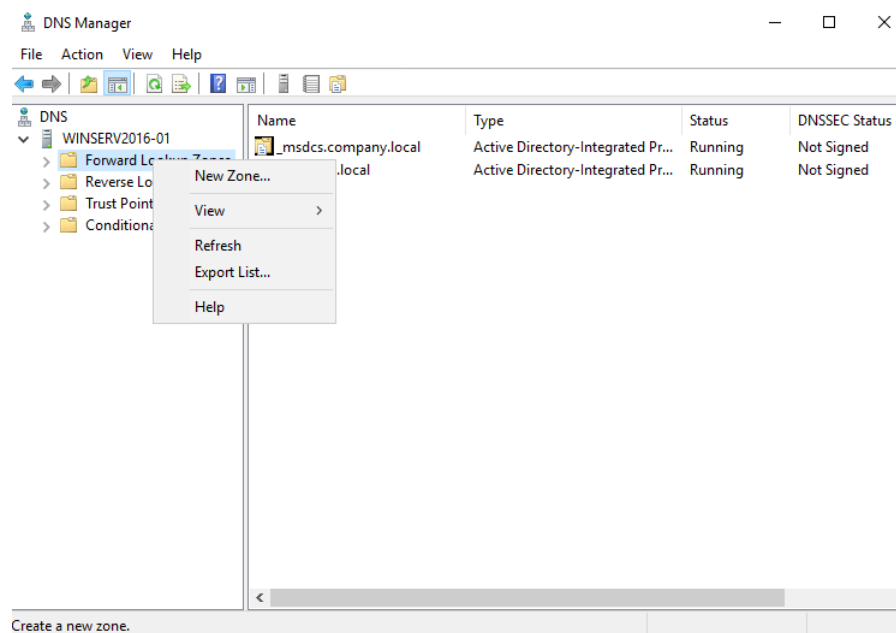 DNS Manager
File Action View Help
DNS
WINSERV2016-01
Forward Lookup Zones
Reverse Lo
Trust Point
Conditiona
New Zone...
View
Refresh
Export List...
Help
Name Type Status DNSSEC Status
_msdcs.company.local Active Directory-Integrated Pr... Running Not Signed
.local Active Directory-Integrated Pr... Running Not Signed
Create a new zone.